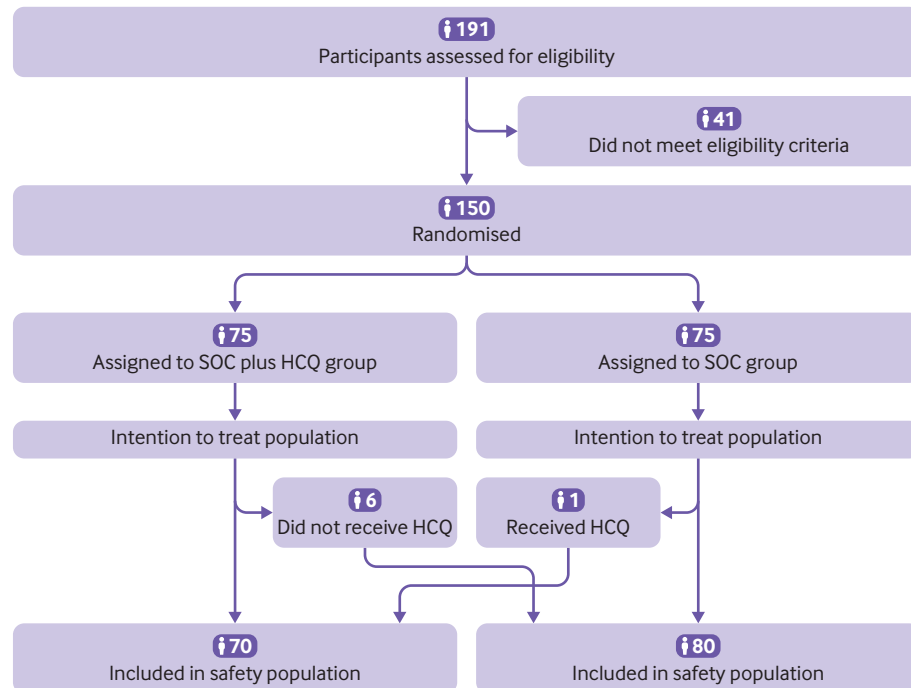 191
Participants assessed for eligibility
41
Did not meet eligibility criteria
150
Randomised
75
Assigned to SOC plus HCQ group
75
Assigned to SOC group
Intention to treat population
Intention to treat population
6
Did not receive HCQ
1
Received HCQ
70
Included in safety population
80
Included in safety population